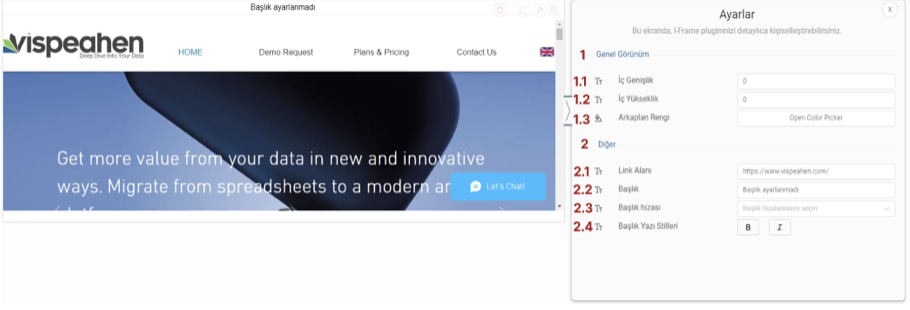 Başlık ayarlanmadı
vispeahen
Deep Dive Into Your Data
HOME
Demo Request
Plans & Pricing
Contact Us
Get more value from your data in new and innovative
ways. Migrate from spreadsheets to a modern
Let's Chat!
Ayarlar
x
Bu ekranda, I-Frame plugininizi detaylıca kişiselleştirebilirsiniz.
1 Genel Görünüm
1.1 Tr İç Genişlik 0
1.2 Tr İç Yükseklik 0
1.3 Arkaplan Rengi Open Color Picker
2 Diğer
2.1 Tr Link Alanı https://www.vispeahen.com/
2.2 Tr Başlık Başlık ayarlanmadı
2.3 Tr Başlık hizası Başlık hizalamasını seçin
2.4 Tr Başlık Yazı Stilleri B I